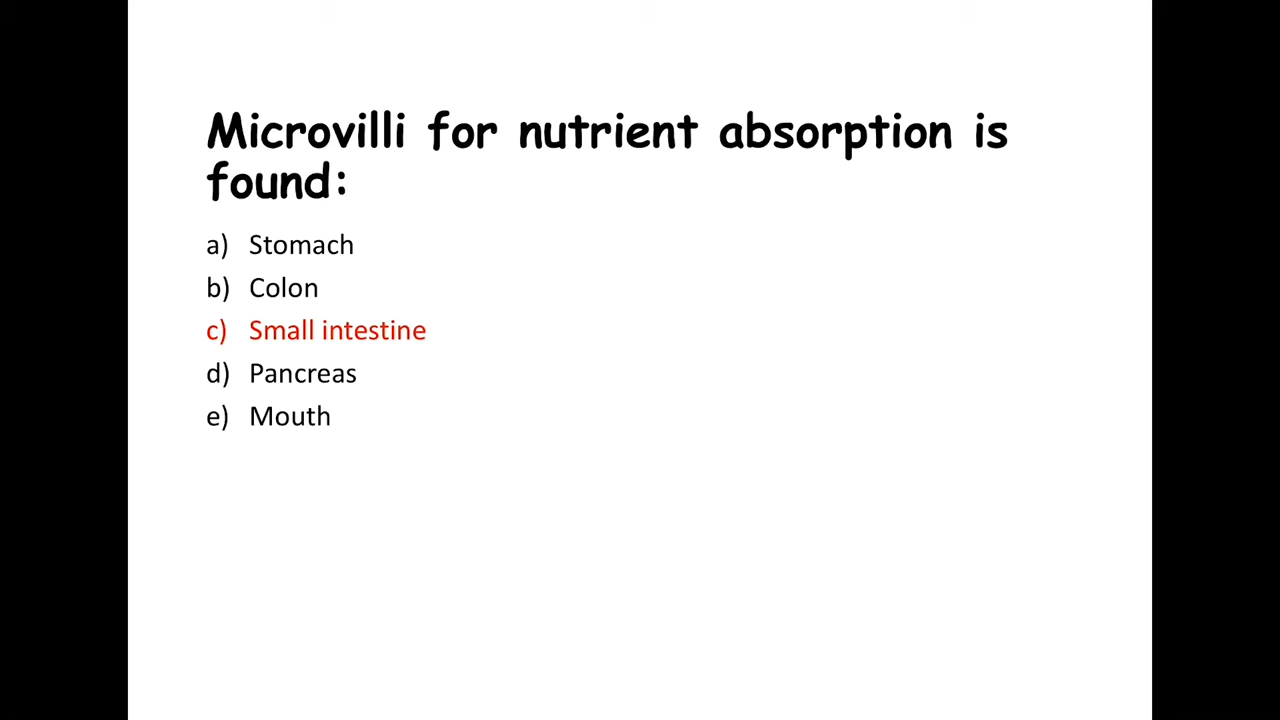 Microvilli for nutrient absorption is
found:
a) Stomach
b) Colon
c) Small intestine
d) Pancreas
e) Mouth